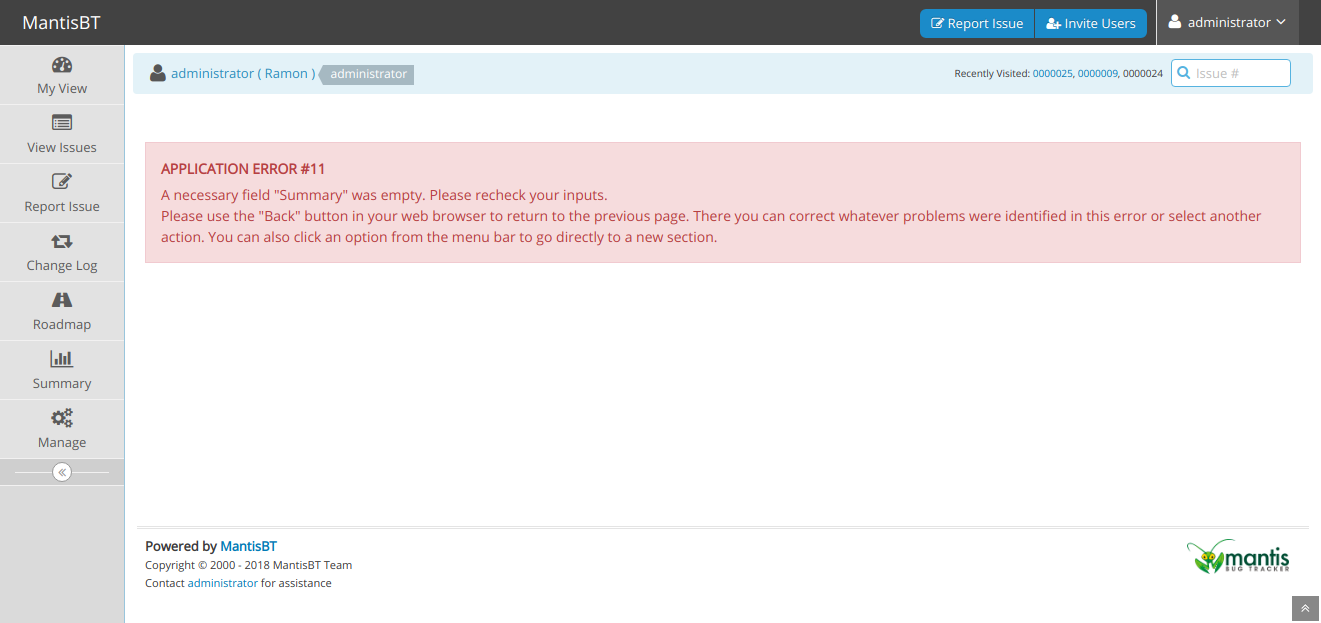 MantisBT
Report Issue
Invite Users
administrator
My View
View Issues
Report Issue
Change Log
Roadmap
Summary
Manage
administrator ( Ramon )
administrator
Recently Visited: 0000025, 0000009, 0000024
Issue #
APPLICATION ERROR #11
A necessary field "Summary" was empty. Please recheck your inputs.
Please use the "Back" button in your web browser to return to the previous page. There you can correct whatever problems were identified in this error or select another
action. You can also click an option from the menu bar to go directly to a new section.
Powered by MantisBT
Copyright © 2000 - 2018 MantisBT Team
Contact administrator for assistance
mantis
BUG TRACKER